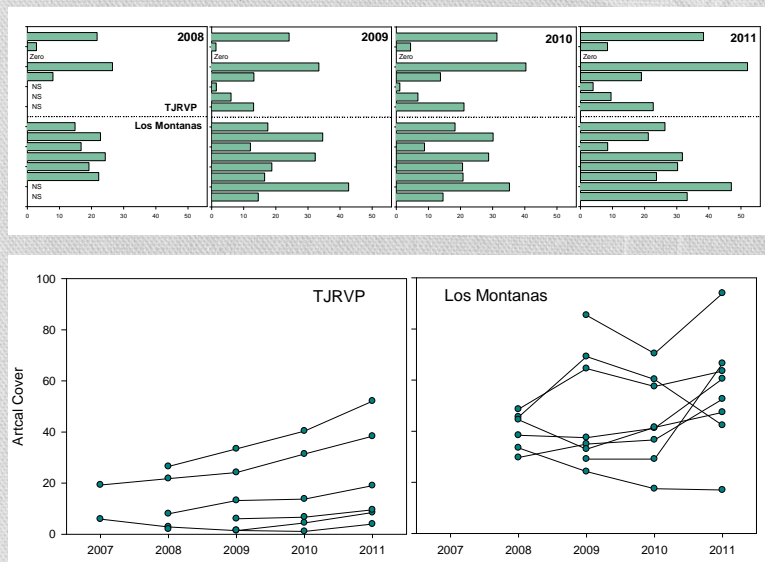 2008
Zero
NS
NS
NS
TJRVP
Los Montanas
NS
NS
0 10 20 30 40 50
2009
Zero
0 10 20 30 40 50
2010
Zero
0 10 20 30 40 50
2011
Zero
0 10 20 30 40 50
TJRVP
Artcal Cover
100
80
60
40
20
0
2007 2008 2009 2010 2011
Los Montanas
2007 2008 2009 2010 2011